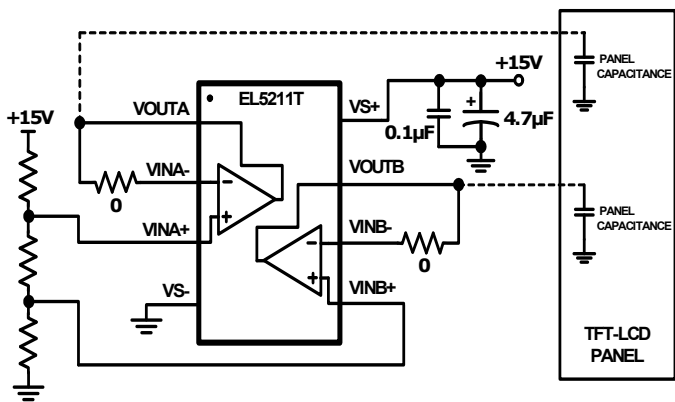 EL5211T
VOUTA
VS+
+15V
PANEL
CAPACITANCE
+15V
0.1µF
+
4.7µF
VINA-
0
−
VOUTB
VINA+
+
VINB-
−
0
PANEL
CAPACITANCE
VS-
+
VINB+
TFT-LCD
PANEL